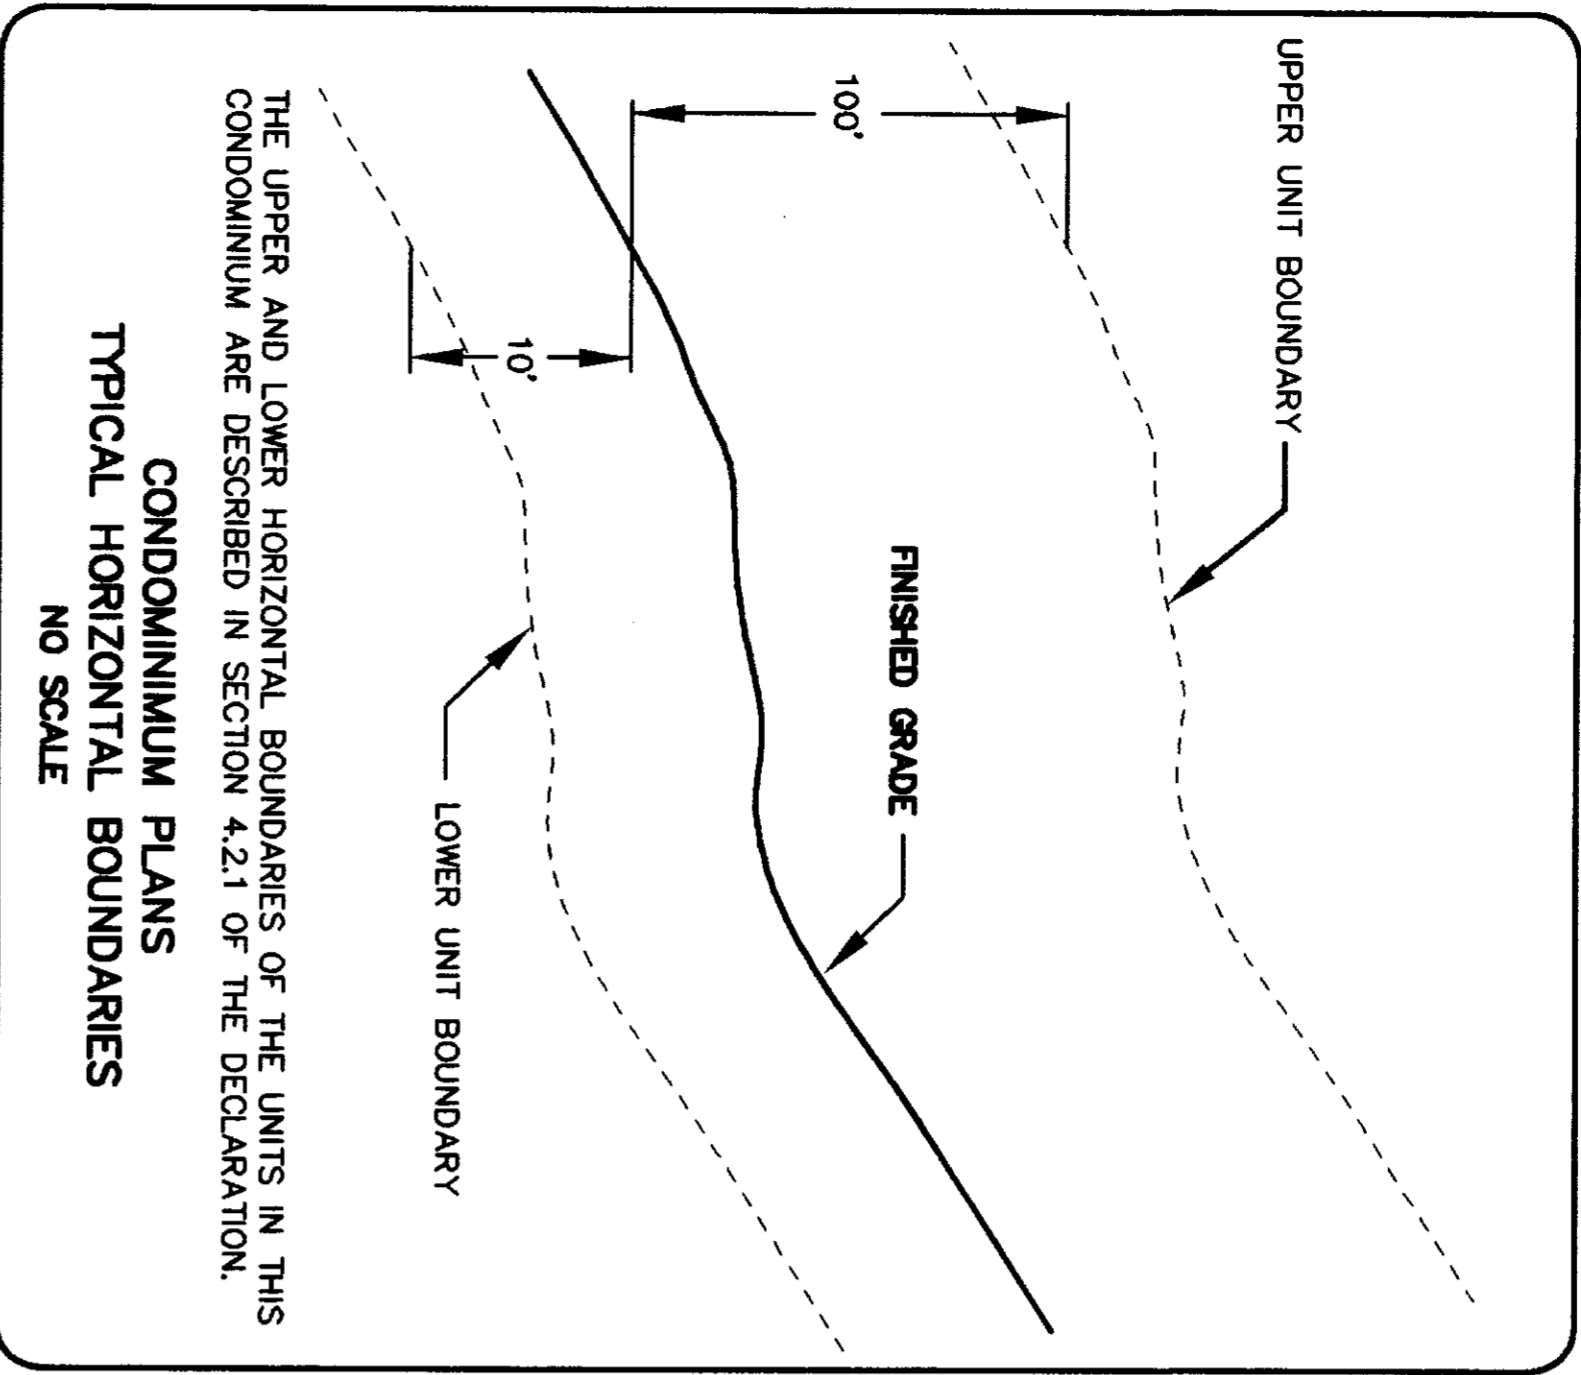 UPPER UNIT BOUNDARY
100'
FINISHED GRADE
10'
LOWER UNIT BOUNDARY
THE UPPER AND LOWER HORIZONTAL BOUNDARIES OF THE UNITS IN THIS
CONDOMINIUM ARE DESCRIBED IN SECTION 4.2.1 OF THE DECLARATION.
CONDOMINIMUM PLANS
TYPICAL HORIZONTAL BOUNDARIES
NO SCALE